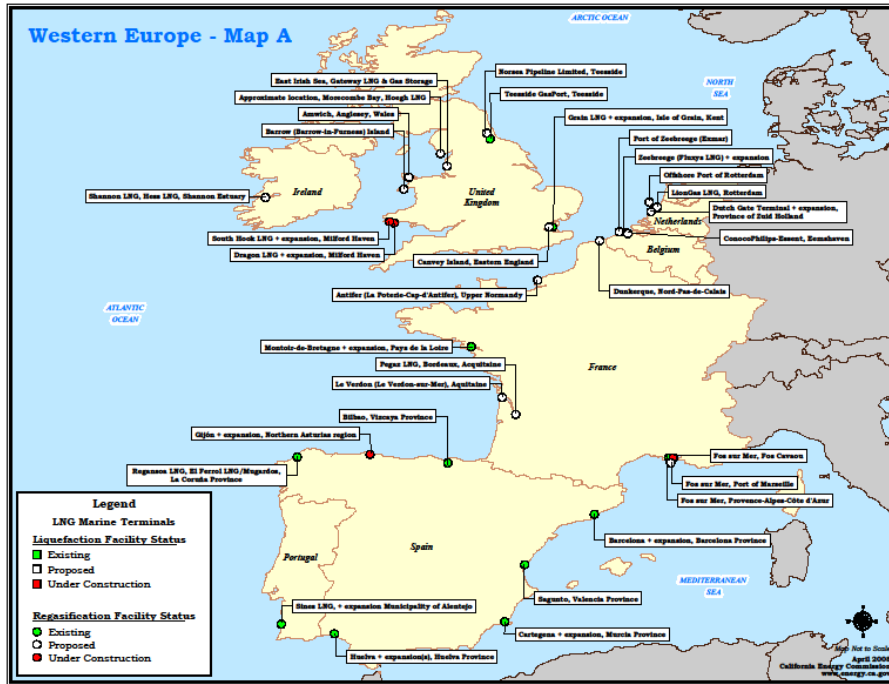 ARCTIC OCEAN
Western Europe - Map A
NORTH
SEA
Norsea Pipeline Limited, Teesside
East Irish Sea, Gateway LNG & Gas Storage
Teesside GasPort, Teesside
Approximate location, Morecombe Bay, Hoegh LNG
Grain LNG + expansion, Isle of Grain, Kent
Amwich, Anglesey, Wales
Barrow (Barrow-in-Furness) Island
Port of Zeebreege (Exmar)
Zeebreege (Fluxys LNG) + expansion
Offshore Port of Rotterdam
LionGas LNG, Rotterdam
Shannon LNG, Hess LNG, Shannon Estuary
Ireland
United
Kingdom
Dutch Gate Terminal + expansion,
Province of Zuid Holland
Netherlands
South Hook LNG + expansion, Milford Haven
ConocoPhilips-Essent, Eemshaven
Belgium
Dragon LNG + expansion, Milford Haven
Canvey Island, Eastern England
Antifer (La Poterie-Cap-d'Antifer), Upper Normandy
Dunkerque, Nord-Pas-de-Calais
ATLANTIC
OCEAN
Montoir-de-Bretagne + expansion, Pays de la Loire
Pegaz LNG, Bordeaux, Acquitaine
France
Le Verdon (Le Verdon-sur-Mer), Aquitaine
Bilbao, Vizcaya Province
Gijón + expansion, Northern Asturias region
Fos sur Mer, Fos Cavaou
Reganosa LNG, El Ferrol LNG/Mugardos,
La Coruña Province
Fos sur Mer, Port of Marseille
Fos sur Mer, Provence-Alpes-Côte d'Azur
Legend
LNG Marine Terminals
Liquefaction Facility Status
Existing
Proposed
Under Construction
Regasification Facility Status
Existing
Proposed
Under Construction
Barcelona + expansion, Barcelona Province
Portugal
Spain
MEDITERRANEAN
SEA
Sagunto, Valencia Province
Sines LNG, + expansion Municipality of Alentejo
Cartegena + expansion, Murcia Province
Huelva + expansion(s), Huelva Province
Map Not to Scale
April 2008
California Energy Commission
www.energy.ca.gov